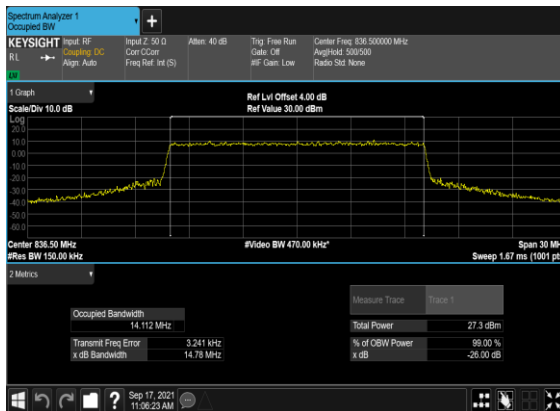 Spectrum Analyzer 1
Occupied BW
KEYSIGHT
RL
Input: RF
Coupling: DC
Align: Auto
Input Z: 50 Ω
Corr CCorr
Freq Ref: Int (S)
Atten: 40 dB
Trig: Free Run
Gate: Off
#IF Gain: Low
Center Freq: 836.500000 MHz
Avg|Hold: 500/500
Radio Std: None
1 Graph
Scale/Div 10.0 dB
Ref Lvl Offset 4.00 dB
Ref Value 30.00 dBm
Log
20.0
10.0
0.00
-10.0
-20.0
-30.0
-40.0
-50.0
-60.0
Center 836.50 MHz
#Res BW 150.00 kHz
#Video BW 470.00 kHz*
Span 30 MH
Sweep 1.67 ms (1001 pt
2 Metrics
Measure Trace Trace 1
Occupied Bandwidth
14.112 MHz
Total Power 27.3 dBm
Transmit Freq Error 3.241 kHz
% of OBW Power 99.00 %
x dB Bandwidth 14.78 MHz
x dB -26.00 dB
Sep 17, 2021
11:06:23 AM